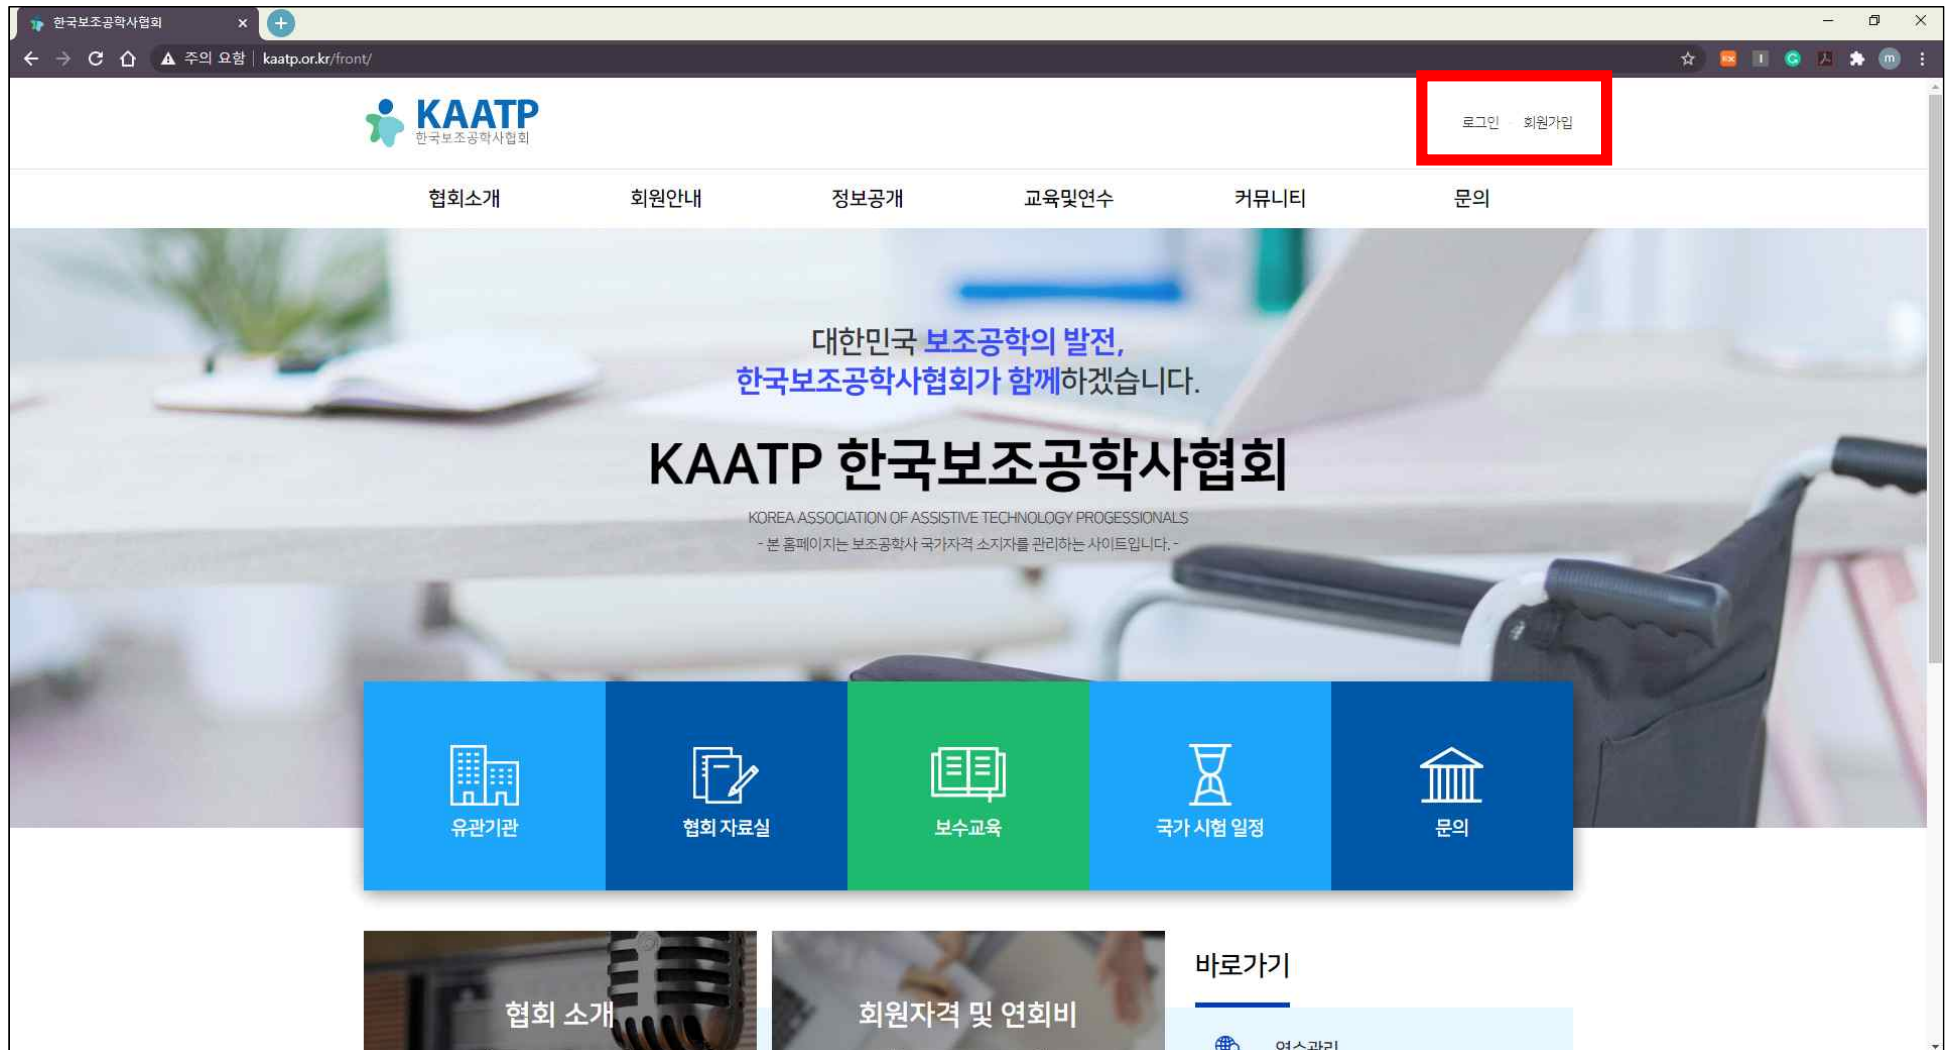 한국보조공학사협회
주의 요함 | kaatp.or.kr/front/
KAATP
한국보조공학사협회
로그인 회원가입
협회소개 회원안내 정보공개 교육및연수 커뮤니티 문의
대한민국 보조공학의 발전,
한국보조공학사협회가 함께하겠습니다.
KAATP 한국보조공학사협회
KOREA ASSOCIATION OF ASSISTIVE TECHNOLOGY PROGESSIONALS
- 본 홈페이지는 보조공학사 국가자격 소지자를 관리하는 사이트입니다. -
유관기관 협회 자료실 보수교육 국가 시험 일정 문의
협회 소개 회원자격 및 연회비 바로가기
연수관리